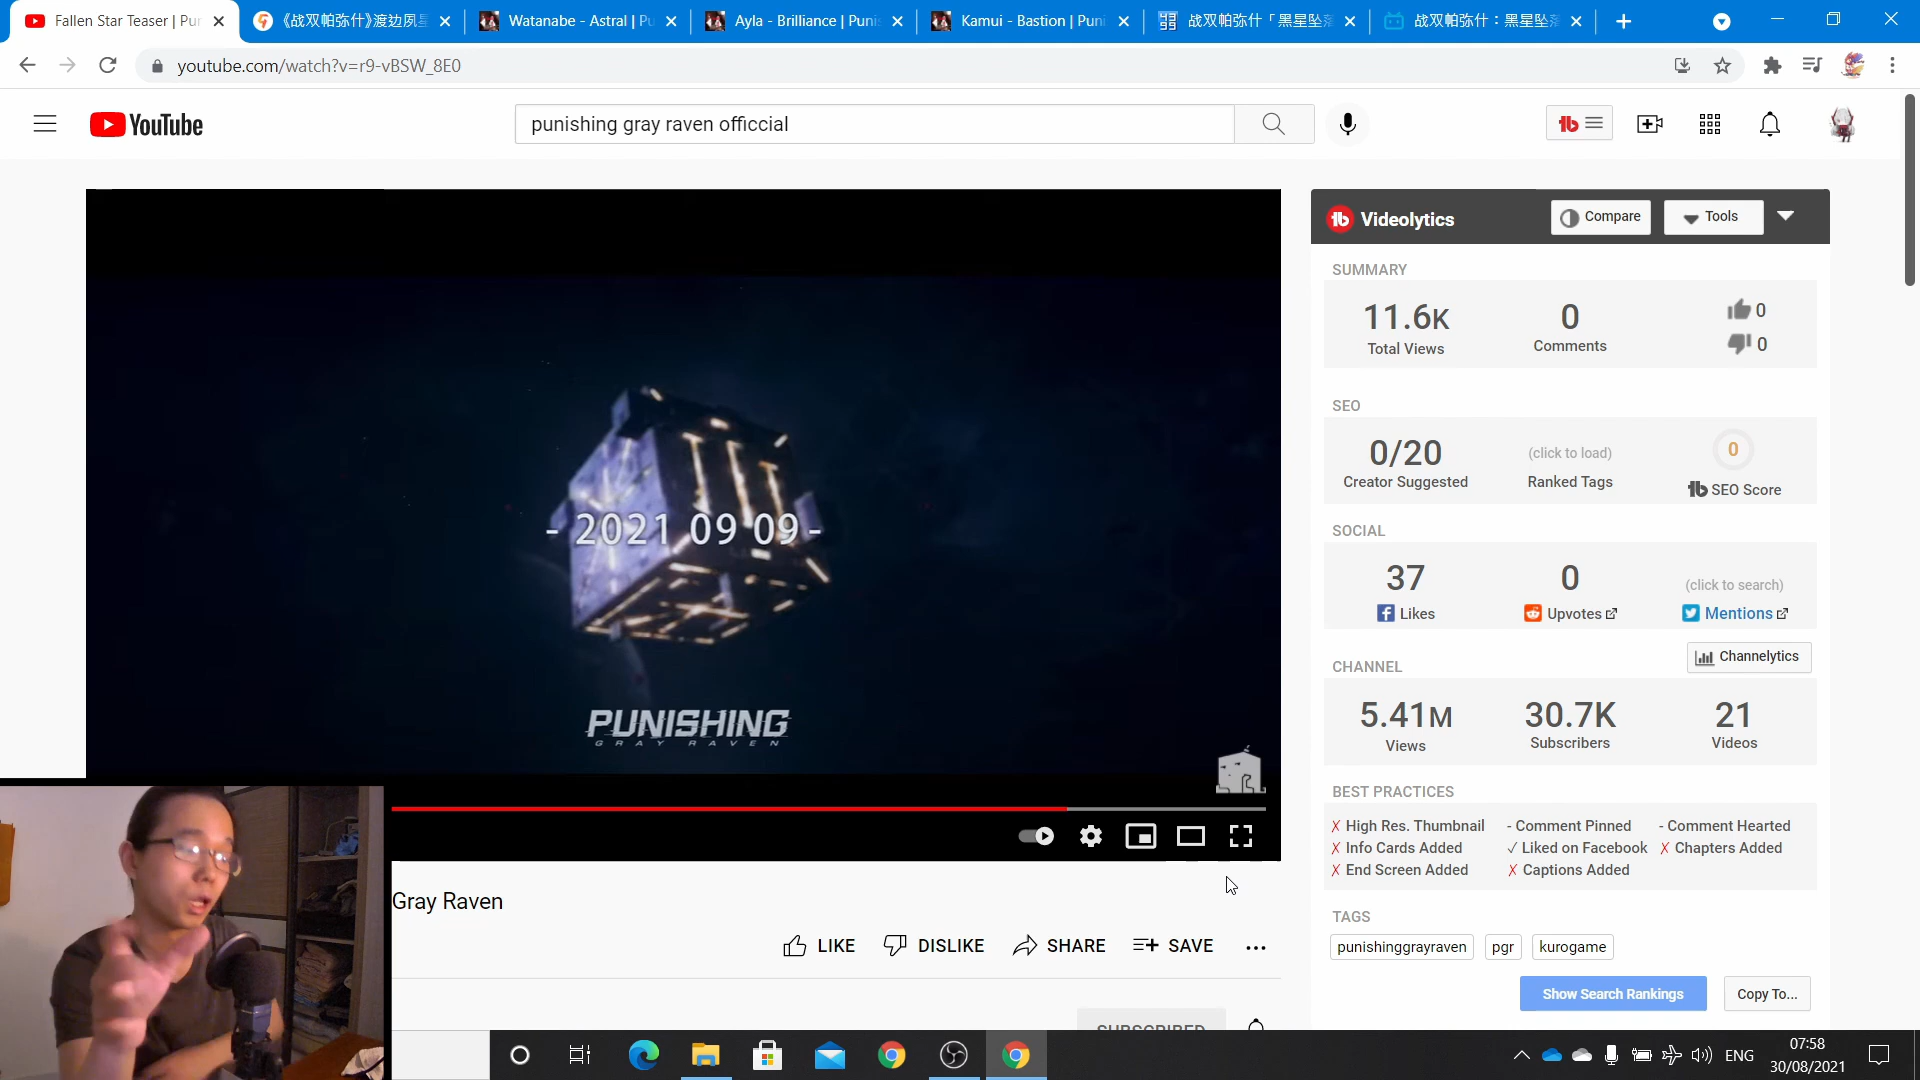 Fallen Star Teaser | Pu
《战双帕弥什》渡边夙星
Watanabe - Astral | Pu
Ayla - Brilliance | Punis
Kamui - Bastion | Puni
战双帕弥什「黑星坠落
战双帕弥什：黑星坠落
youtube.com/watch?v=r9-vBSW_8E0
YouTube
punishing gray raven officcial
- 2021 09 09 -
PUNISHING
GRAY RAVEN
Gray Raven
LIKE
DISLIKE
SHARE
SAVE
SUBSCRIBED
Videolytics
Compare
Tools
SUMMARY
11.6K
Total Views
0
Comments
0
0
SEO
0/20
Creator Suggested
(click to load)
Ranked Tags
0
SEO Score
SOCIAL
37
Likes
0
Upvotes
(click to search)
Mentions
CHANNEL
Channelytics
5.41M
Views
30.7K
Subscribers
21
Videos
BEST PRACTICES
X High Res. Thumbnail
- Comment Pinned
- Comment Hearted
X Info Cards Added
✓ Liked on Facebook
X Chapters Added
X End Screen Added
X Captions Added
TAGS
punishinggrayraven
pgr
kurogame
Show Search Rankings
Copy To...
ENG
07:58
30/08/2021